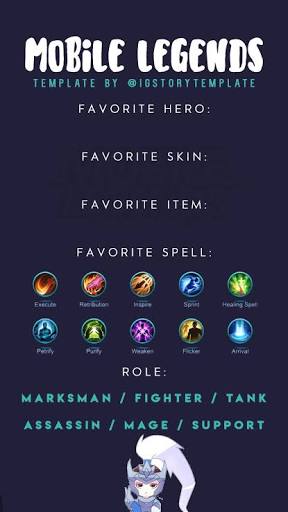 MOBiLE LEGENDS
TEMPLATE BY @IGSTORYTEMPLATE
FAVORITE HERO:
FAVORITE SKIN:
FAVORITE ITEM:
FAVORITE SPELL:
Execute Retribution Inspire Sprint Healing Spell
Petrify Purify Weaken Flicker Arrival
ROLE:
MARKSMAN / FIGHTER / TANK
ASSASSIN / MAGE / SUPPORT